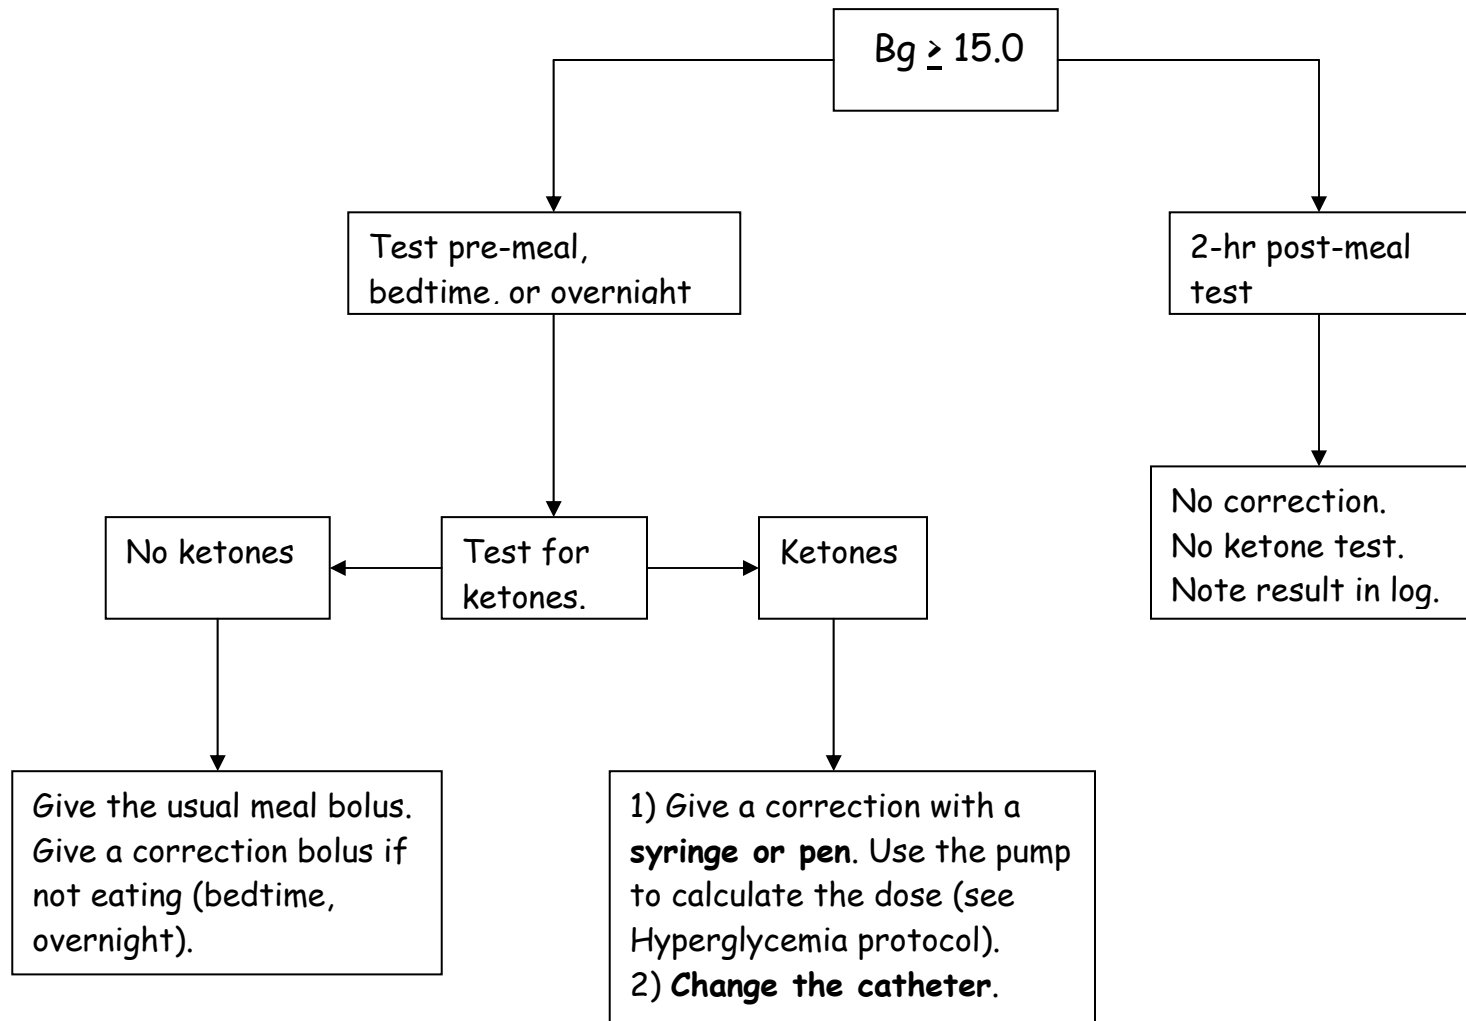 Bg ≥ 15.0
Test pre-meal,
bedtime, or overnight
2-hr post-meal
test
No ketones
Test for
ketones.
Ketones
No correction.
No ketone test.
Note result in log.
Give the usual meal bolus.
Give a correction bolus if
not eating (bedtime,
overnight).
1) Give a correction with a
syringe or pen. Use the pump
to calculate the dose (see
Hyperglycemia protocol).
2) Change the catheter.